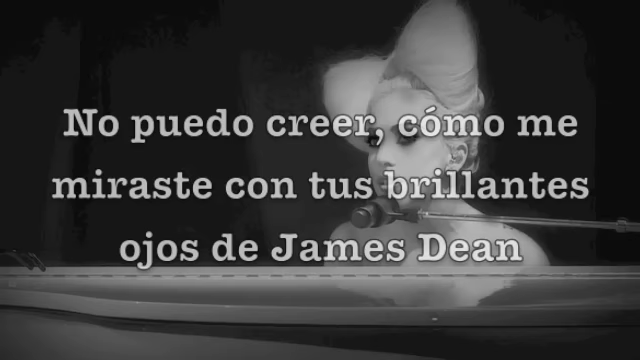 No puedo creer, cómo me
miraste con tus brillantes
ojos de James Dean